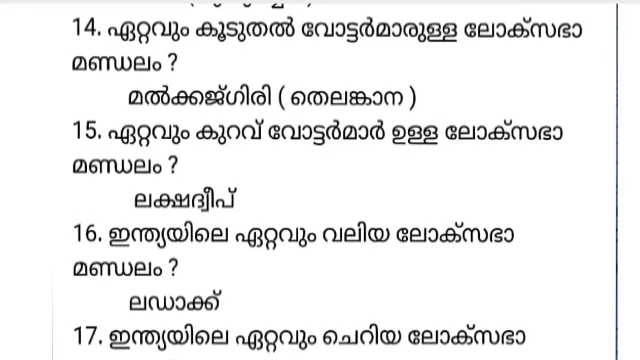 14. ഏറ്റവും കൂടുതൽ വോട്ടർമാരുള്ള ലോക്സഭാ
മണ്ഡലം ?
മൽക്കജ്ഗിരി ( തെലങ്കാന )
15. ഏറ്റവും കുറവ് വോട്ടർമാർ ഉള്ള ലോക്സഭാ
മണ്ഡലം ?
ലക്ഷദ്വീപ്
16. ഇന്ത്യയിലെ ഏറ്റവും വലിയ ലോക്സഭാ
മണ്ഡലം ?
ലഡാക്ക്
17. ഇന്ത്യയിലെ ഏറ്റവും ചെറിയ ലോക്സഭാ